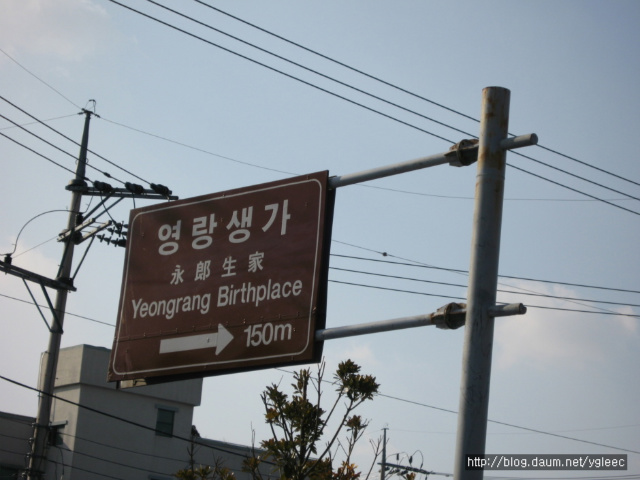 영랑생가
永郎生家
Yeongrang Birthplace
→ 150m
http://blog.daum.net/ygleec